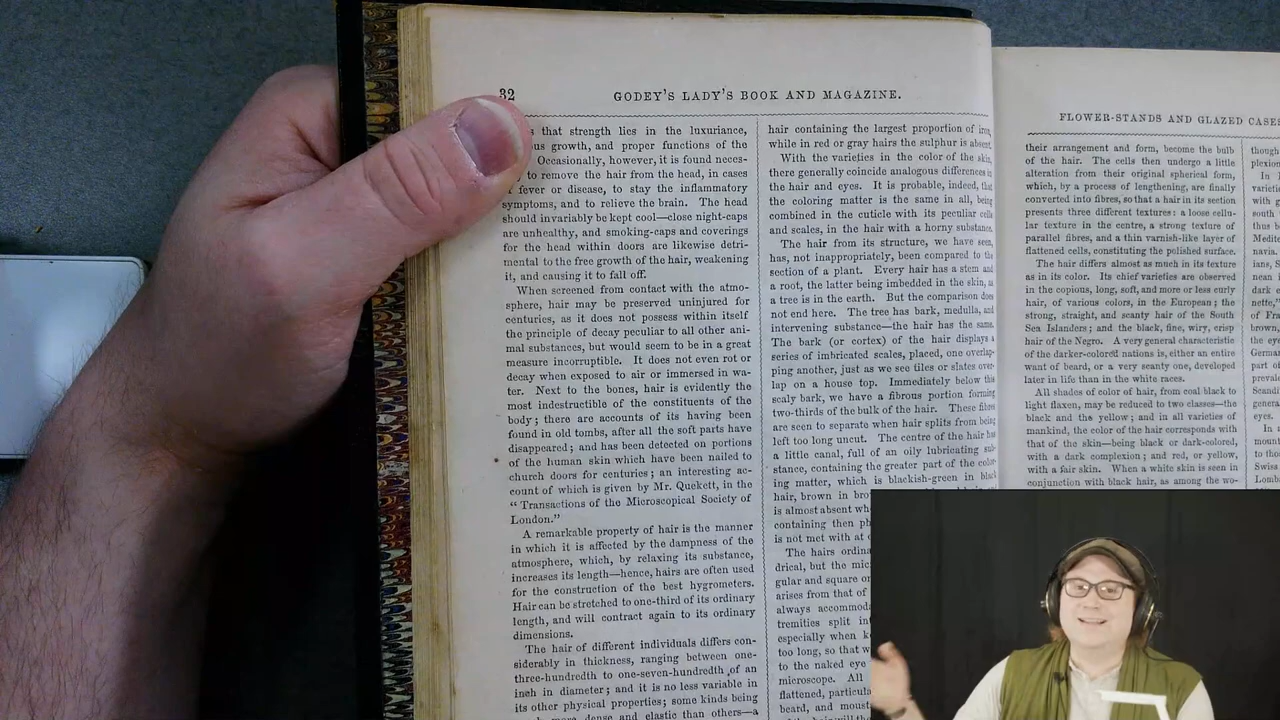 32
GODEY'S LADY'S BOOK AND MAGAZINE.
that strength lies in the luxuriance,
growth, and proper functions of the
Occasionally, however, it is found neces-
to remove the hair from the head, in cases
fever or disease, to stay the inflammatory
symptoms, and to relieve the brain. The head
should invariably be kept cool—close night-caps
are unhealthy, and smoking-caps and coverings
for the head within doors are likewise detri-
mental to the free growth of the hair, weakening
it, and causing it to fall off.
When screened from contact with the atmo-
sphere, hair may be preserved uninjured for
centuries, as it does not possess within itself
the principle of decay peculiar to all other ani-
mal substances, but would seem to be in a great
measure incorruptible. It does not even rot or
decay when exposed to air or immersed in wa-
ter. Next to the bones, hair is evidently the
most indestructible of the constituents of the
body; there are accounts of its having been
found in old tombs, after all the soft parts have
disappeared; and has been detected on portions
of the human skin which have been nailed to
church doors for centuries; an interesting ac-
count of which is given by Mr. Quekett, in the
"Transactions of the Microscopical Society of
London."
A remarkable property of hair is the manner
in which it is affected by the dampness of the
atmosphere, which, by relaxing its substance,
increases its length—hence, hairs are often used
for the construction of the best hygrometers.
Hair can be stretched to one-third of its ordinary
length, and will contract again to its ordinary
dimensions.
The hair of different individuals differs con-
siderably in thickness, ranging between one-
three-hundredth to one-seven-hundredth of an
inch in diameter; and it is no less variable in
its other physical properties; some kinds being
more dense and elastic than others—a
hair containing the largest proportion of iron,
while in red or gray hairs the sulphur is absent.
With the varieties in the color of the skin,
there generally coincide analogous differences in
the hair and eyes. It is probable, indeed, that
the coloring matter is the same in all, being
combined in the cuticle with its peculiar cells
and scales, in the hair with a horny substance.
The hair from its structure, we have seen,
has, not inappropriately, been compared to the
section of a plant. Every hair has a stem and
a root, the latter being imbedded in the skin, as
a tree is in the earth. But the comparison does
not end here. The tree has bark, medulla, and
intervening substance—the hair has the same.
The bark (or cortex) of the hair displays a
series of imbricated scales, placed, one overlap-
ping another, just as we see tiles or slates over-
lap on a house top. Immediately below this
scaly bark, we have a fibrous portion forming
two-thirds of the bulk of the hair. These fibres
are seen to separate when hair splits from being
left too long uncut. The centre of the hair has
a little canal, full of an oily lubricating sub-
stance, containing the greater part of the color-
ing matter, which is blackish-green in black
hair, brown in
is almost absent
containing then
is not met with at
The hairs
drical, but the
gular and square or
arises from that of
always
tremities split
especially when
too long, so that
to the naked eye
microscope. All
flattened,
beard, and
FLOWER-STANDS AND GLAZED CASES
their arrangement and form, become the bulb
of the hair. The cells then undergo a little
alteration from their original spherical form,
which, by a process of lengthening, are finally
converted into fibres, so that a hair in its section
presents three different textures: a loose cellu-
lar texture in the centre, a strong texture of
parallel fibres, and a thin varnish-like layer of
flattened cells, constituting the polished surface.
The hair differs almost as much in its texture
as in its color. Its chief varieties are observed
in the copious, long, soft, and more or less curly
hair, of various colors, in the European; the
strong, straight, and scanty hair of the South
Sea Islanders; and the black, fine, wiry, crisp
hair of the Negro. A very general characteristic
of the darker-colored nations is, either an entire
want of beard, or a very scanty one, developed
later in life than in the white races.
All shades of color of hair, from coal black to
light flaxen, may be reduced to two classes—the
black and the yellow; and in all varieties of
mankind, the color of the hair corresponds with
that of the skin—being black or dark-colored,
with a dark complexion; and red, or yellow,
with a fair skin. When a white skin is seen in
conjunction with black hair, as among the wo-